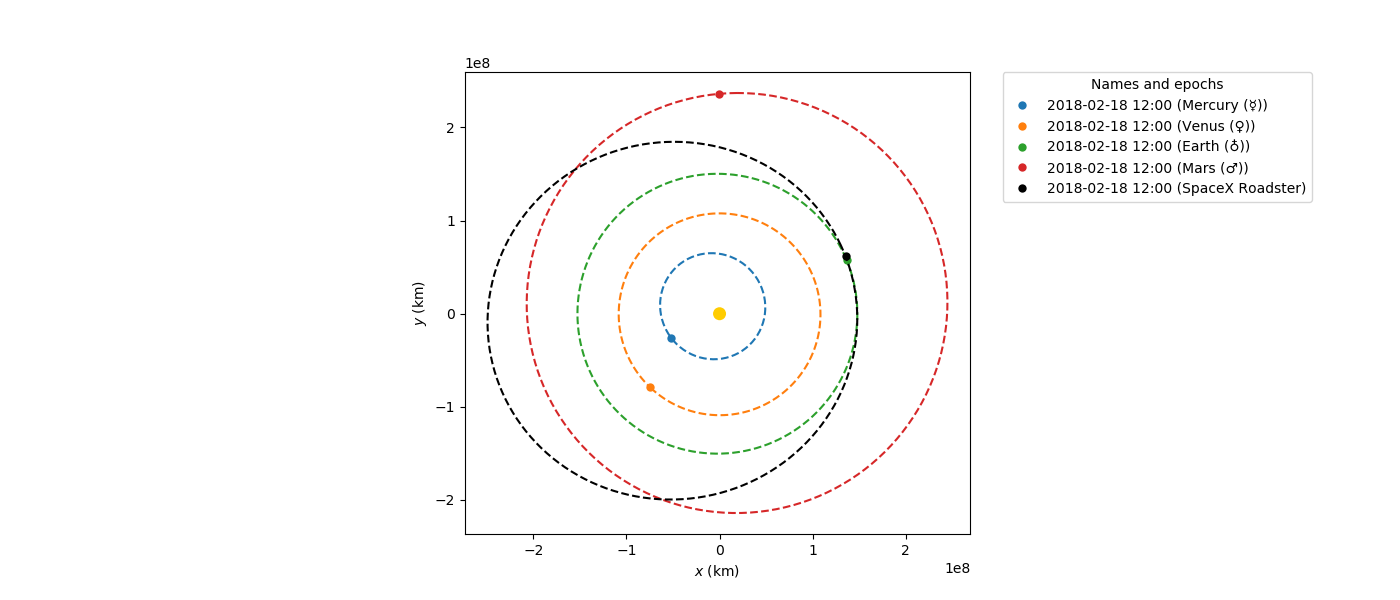 1e8
2
1
0
−1
−2
y (km)
−2
−1
0
1
2
1e8
x (km)
Names and epochs
2018-02-18 12:00 (Mercury (☿))
2018-02-18 12:00 (Venus (♀))
2018-02-18 12:00 (Earth (♁))
2018-02-18 12:00 (Mars (♂))
2018-02-18 12:00 (SpaceX Roadster)